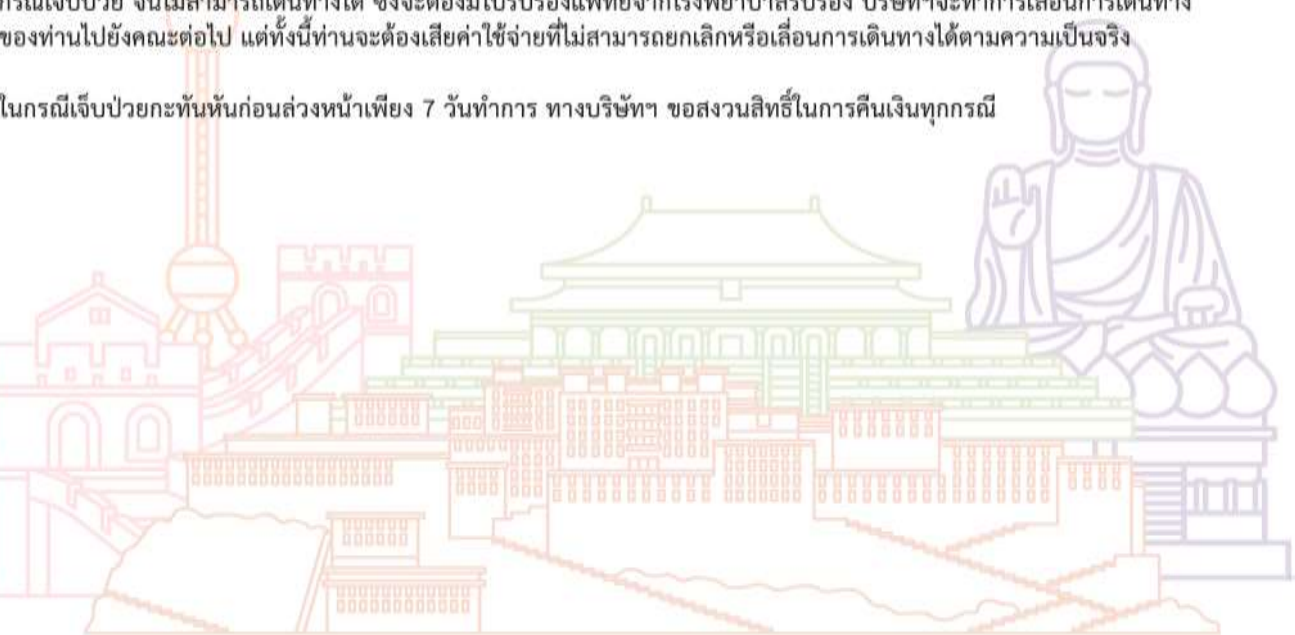 กรณีเจ็บป่วย จนไม่สามารถเดินทางได้ ซึ่งจะต้องมีใบรับรองแพทย์จากโรงพยาบาลรับรอง บริษัทฯจะทำการเลื่อนการเดินทาง
ของท่านไปยังคณะต่อไป แต่ทั้งนี้ท่านจะต้องเสียค่าใช้จ่ายที่ไม่สามารถยกเลิกหรือเลื่อนการเดินทางได้ตามความเป็นจริง
ในกรณีเจ็บป่วยกะทันหันก่อนล่วงหน้าเพียง 7 วันทำการ ทางบริษัทฯ ขอสงวนสิทธิ์ในการคืนเงินทุกกรณี